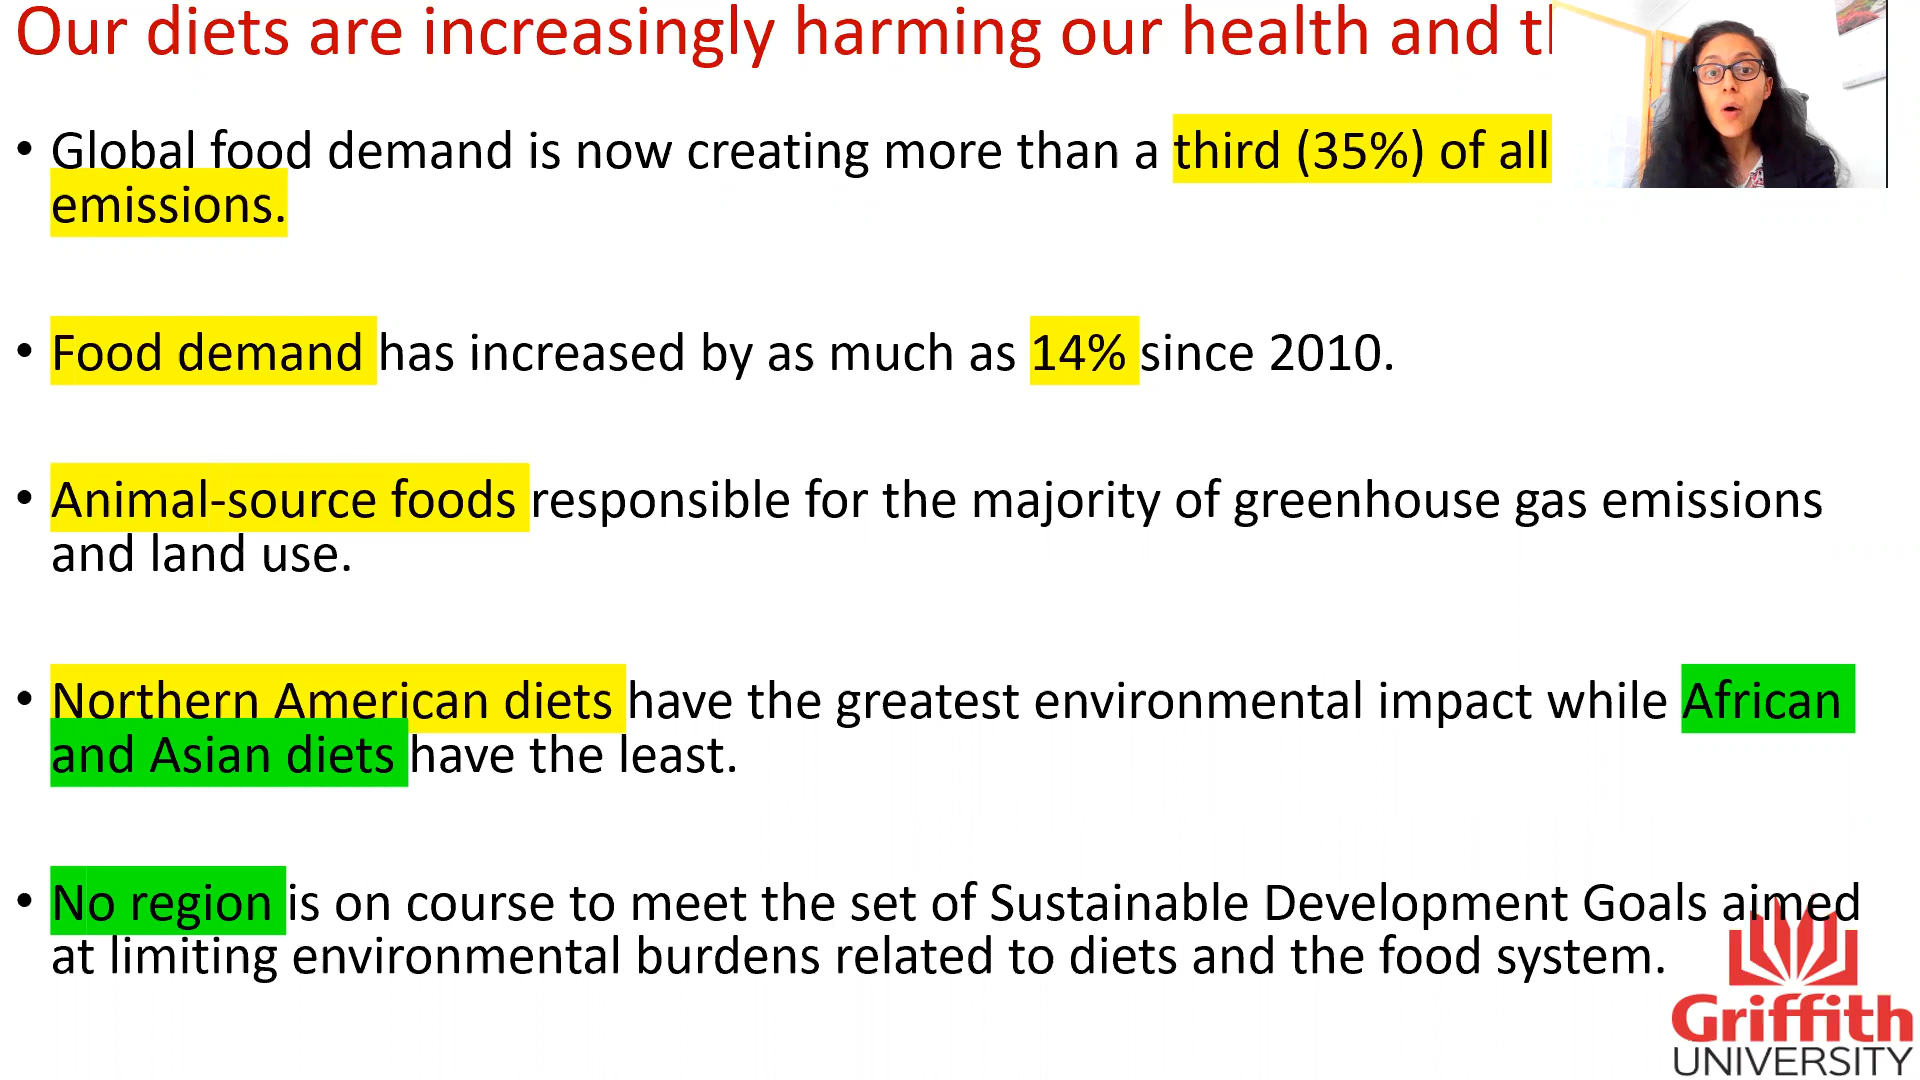 Our diets are increasingly harming our health and
• Global food demand is now creating more than a third (35%) of all
emissions.
• Food demand has increased by as much as 14% since 2010.
• Animal-source foods responsible for the majority of greenhouse gas emissions
and land use.
• Northern American diets have the greatest environmental impact while African
and Asian diets have the least.
• No region is on course to meet the set of Sustainable Development Goals aimed
at limiting environmental burdens related to diets and the food system.
Griffith
UNIVERSITY